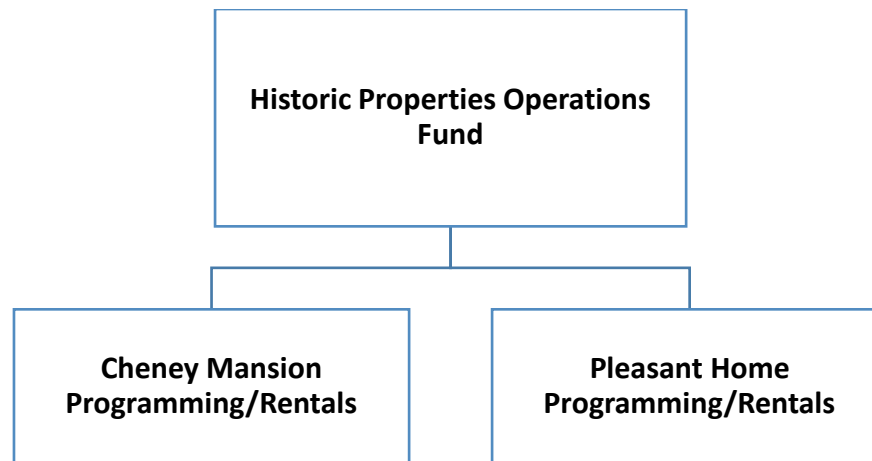 Historic Properties Operations
Fund
Cheney Mansion
Programming/Rentals
Pleasant Home
Programming/Rentals